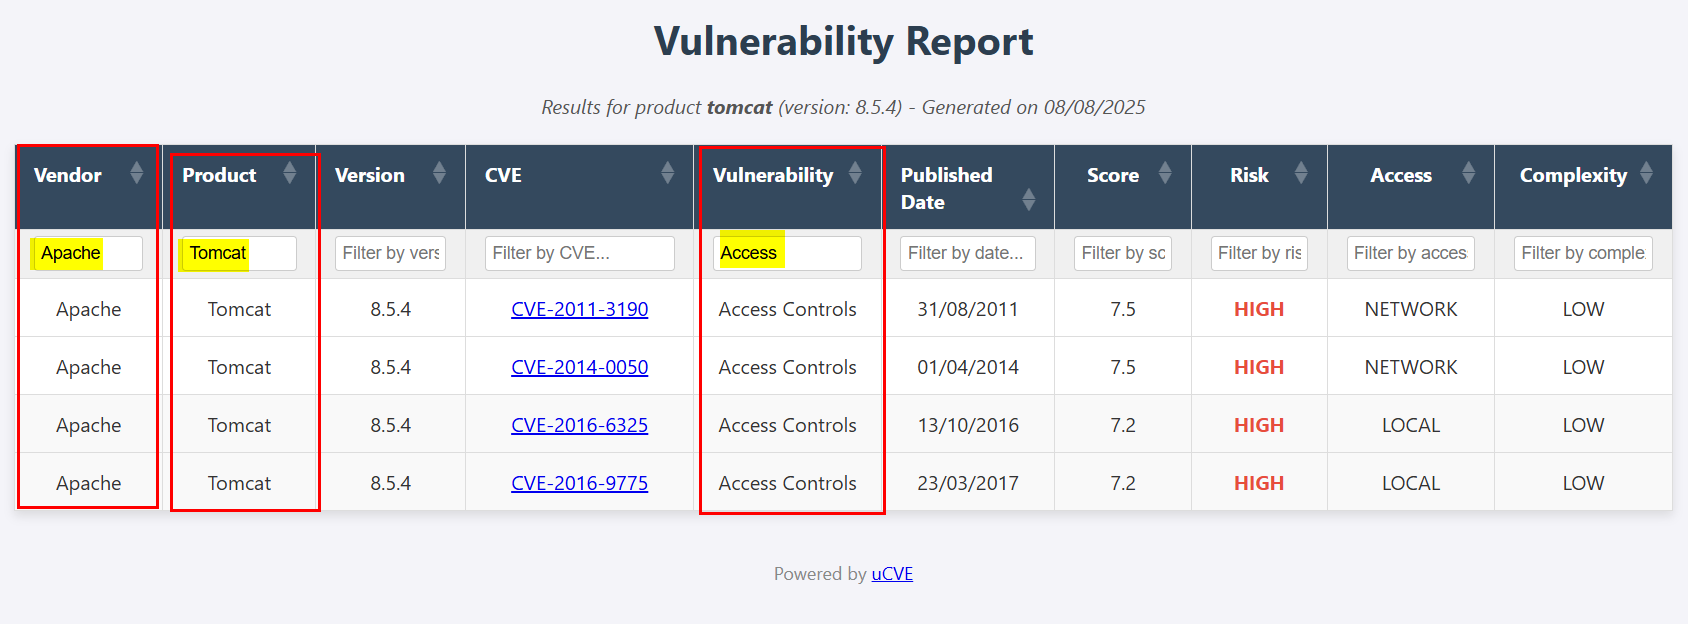 Vulnerability Report
Results for product tomcat (version: 8.5.4) - Generated on 08/08/2025
Vendor Product Version CVE Vulnerability Published Date Score Risk Access Complexity
Apache Tomcat Filter by vers Filter by CVE... Access Filter by date... Filter by sc Filter by ris Filter by acces Filter by comple
Apache Tomcat 8.5.4 CVE-2011-3190 Access Controls 31/08/2011 7.5 HIGH NETWORK LOW
Apache Tomcat 8.5.4 CVE-2014-0050 Access Controls 01/04/2014 7.5 HIGH NETWORK LOW
Apache Tomcat 8.5.4 CVE-2016-6325 Access Controls 13/10/2016 7.2 HIGH LOCAL LOW
Apache Tomcat 8.5.4 CVE-2016-9775 Access Controls 23/03/2017 7.2 HIGH LOCAL LOW
Powered by uCVE